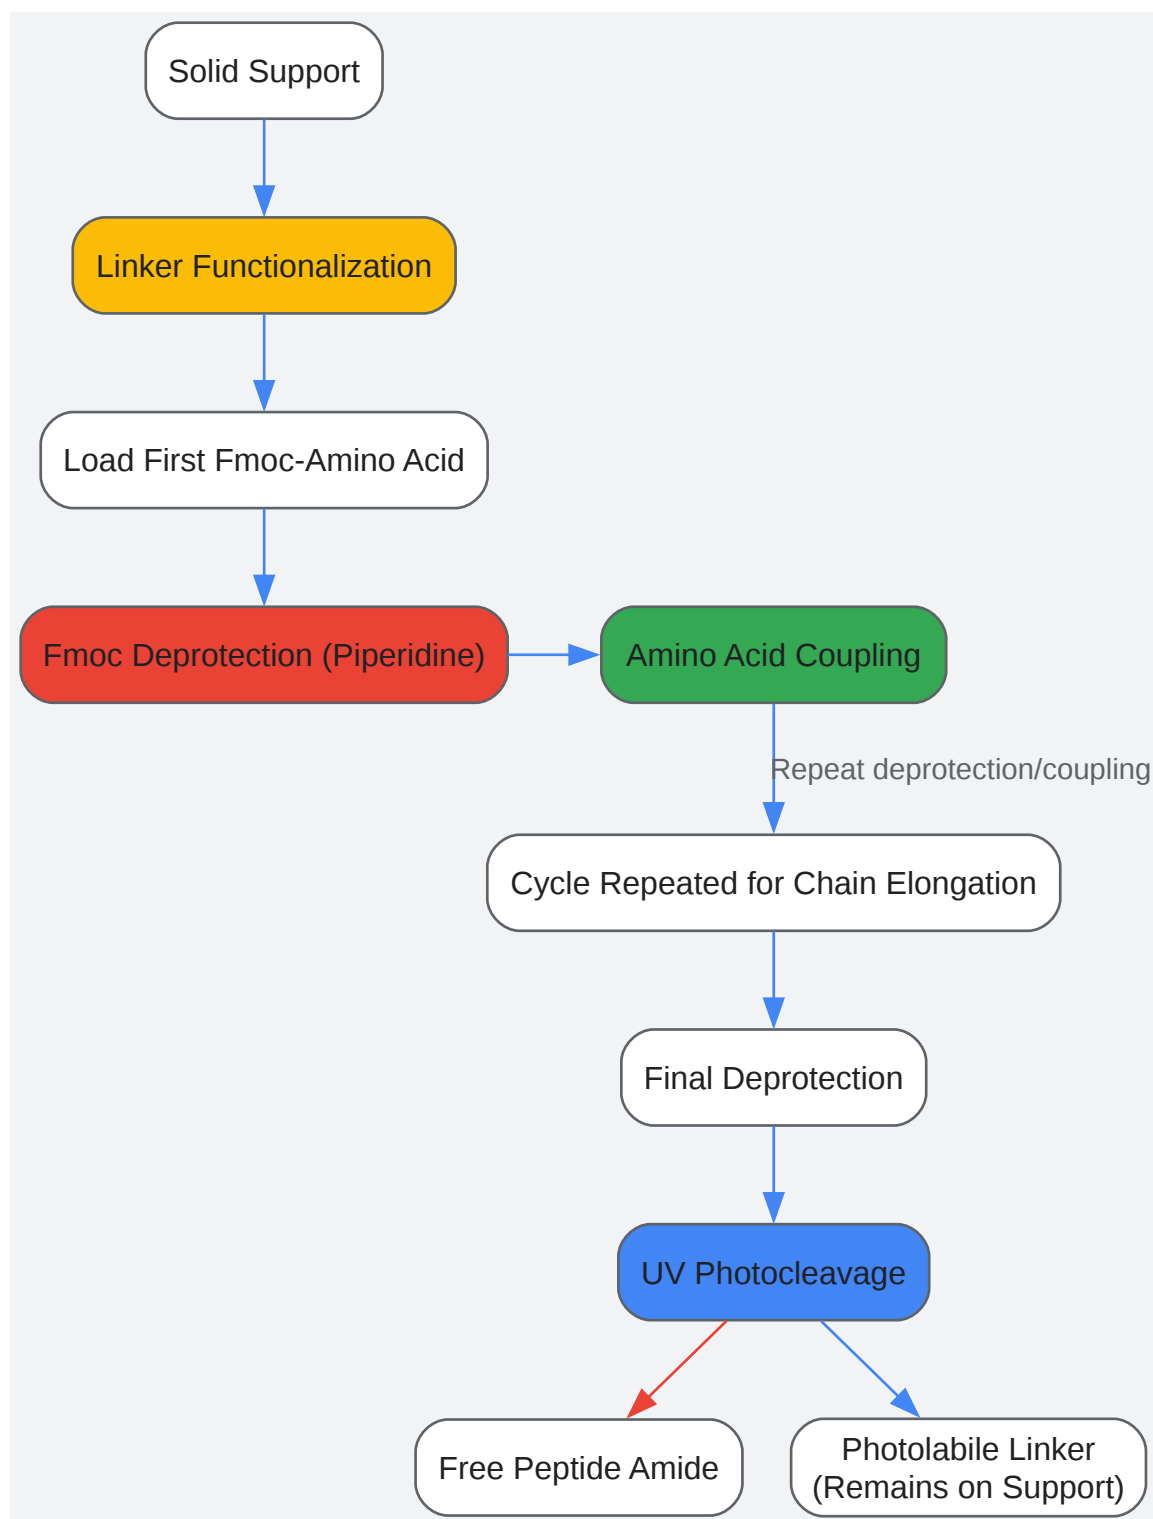 Solid Support
Linker Functionalization
Load First Fmoc-Amino Acid
Fmoc Deprotection (Piperidine)
Amino Acid Coupling
Repeat deprotection/coupling
Cycle Repeated for Chain Elongation
Final Deprotection
UV Photocleavage
Free Peptide Amide
Photolabile Linker
(Remains on Support)